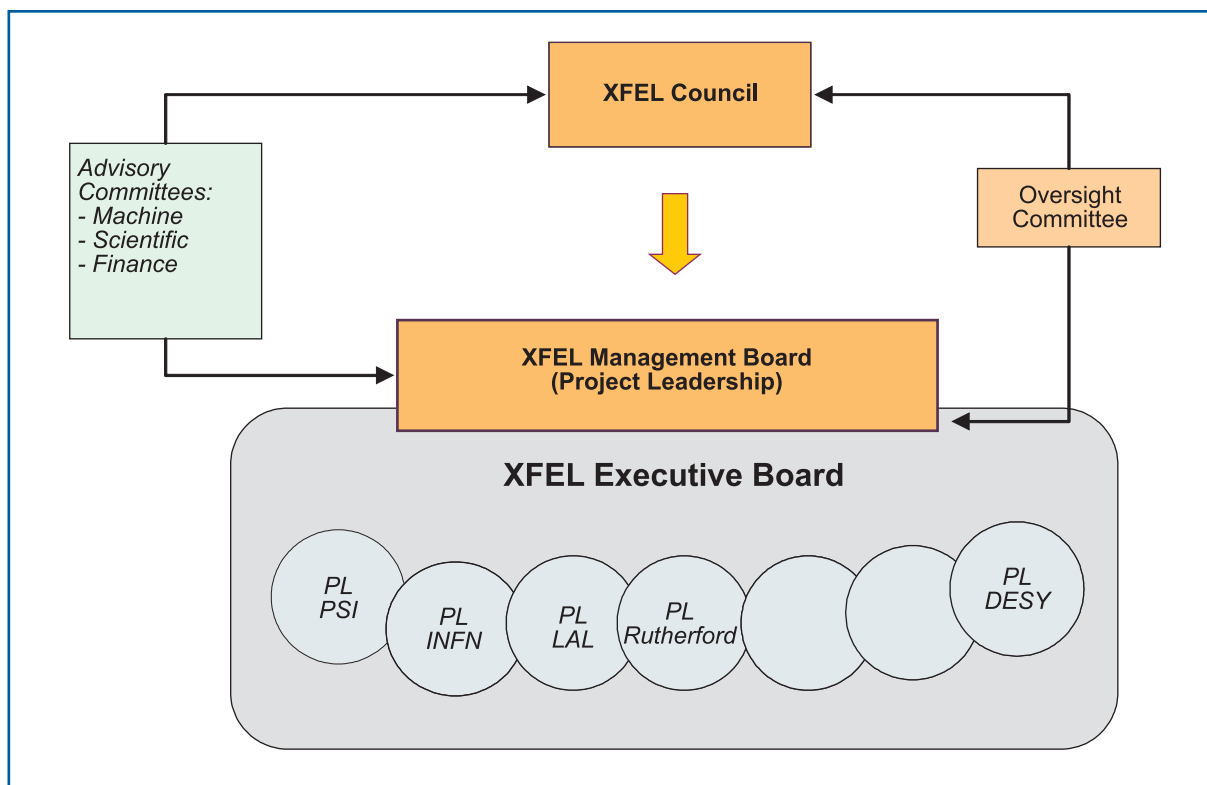 XFEL Council
Advisory
Committees:
- Machine
- Scientific
- Finance
Oversight
Committee
XFEL Management Board
(Project Leadership)
XFEL Executive Board
PL
PSI
PL
INFN
PL
LAL
PL
Rutherford
PL
DESY